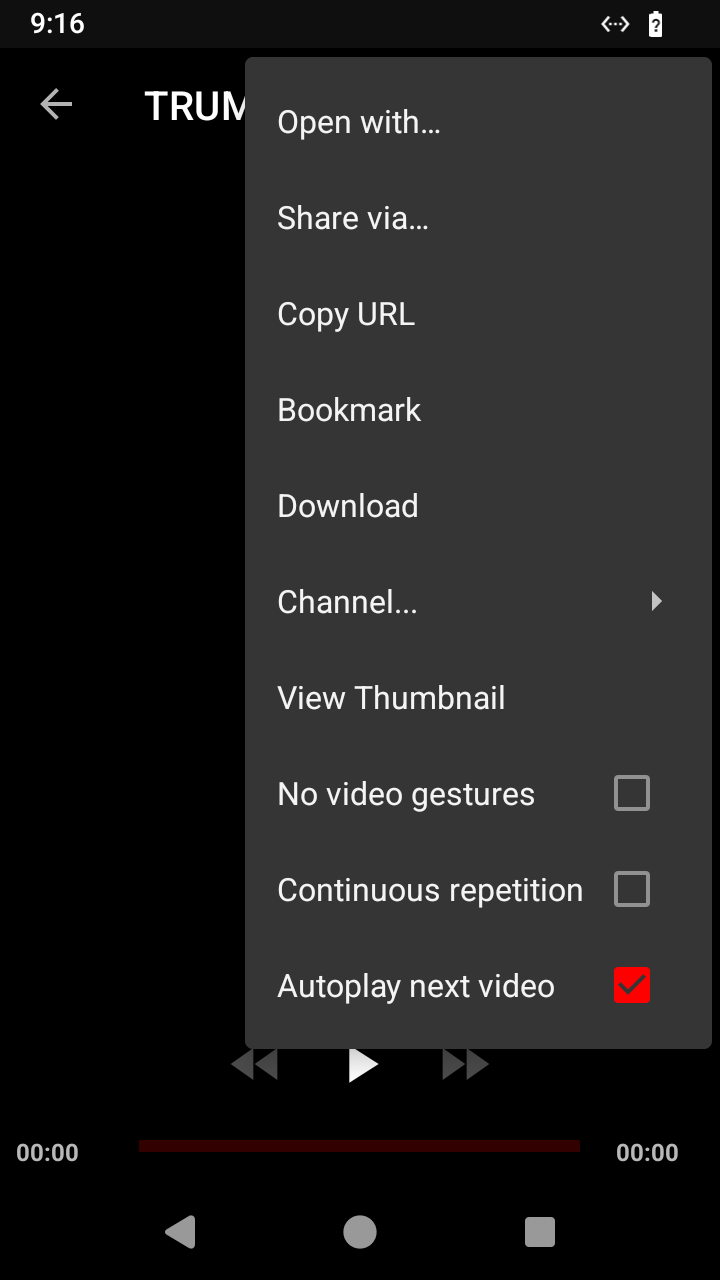 9:16
TRUM
Open with…
Share via…
Copy URL
Bookmark
Download
Channel...
View Thumbnail
No video gestures
Continuous repetition
Autoplay next video
00:00
00:00